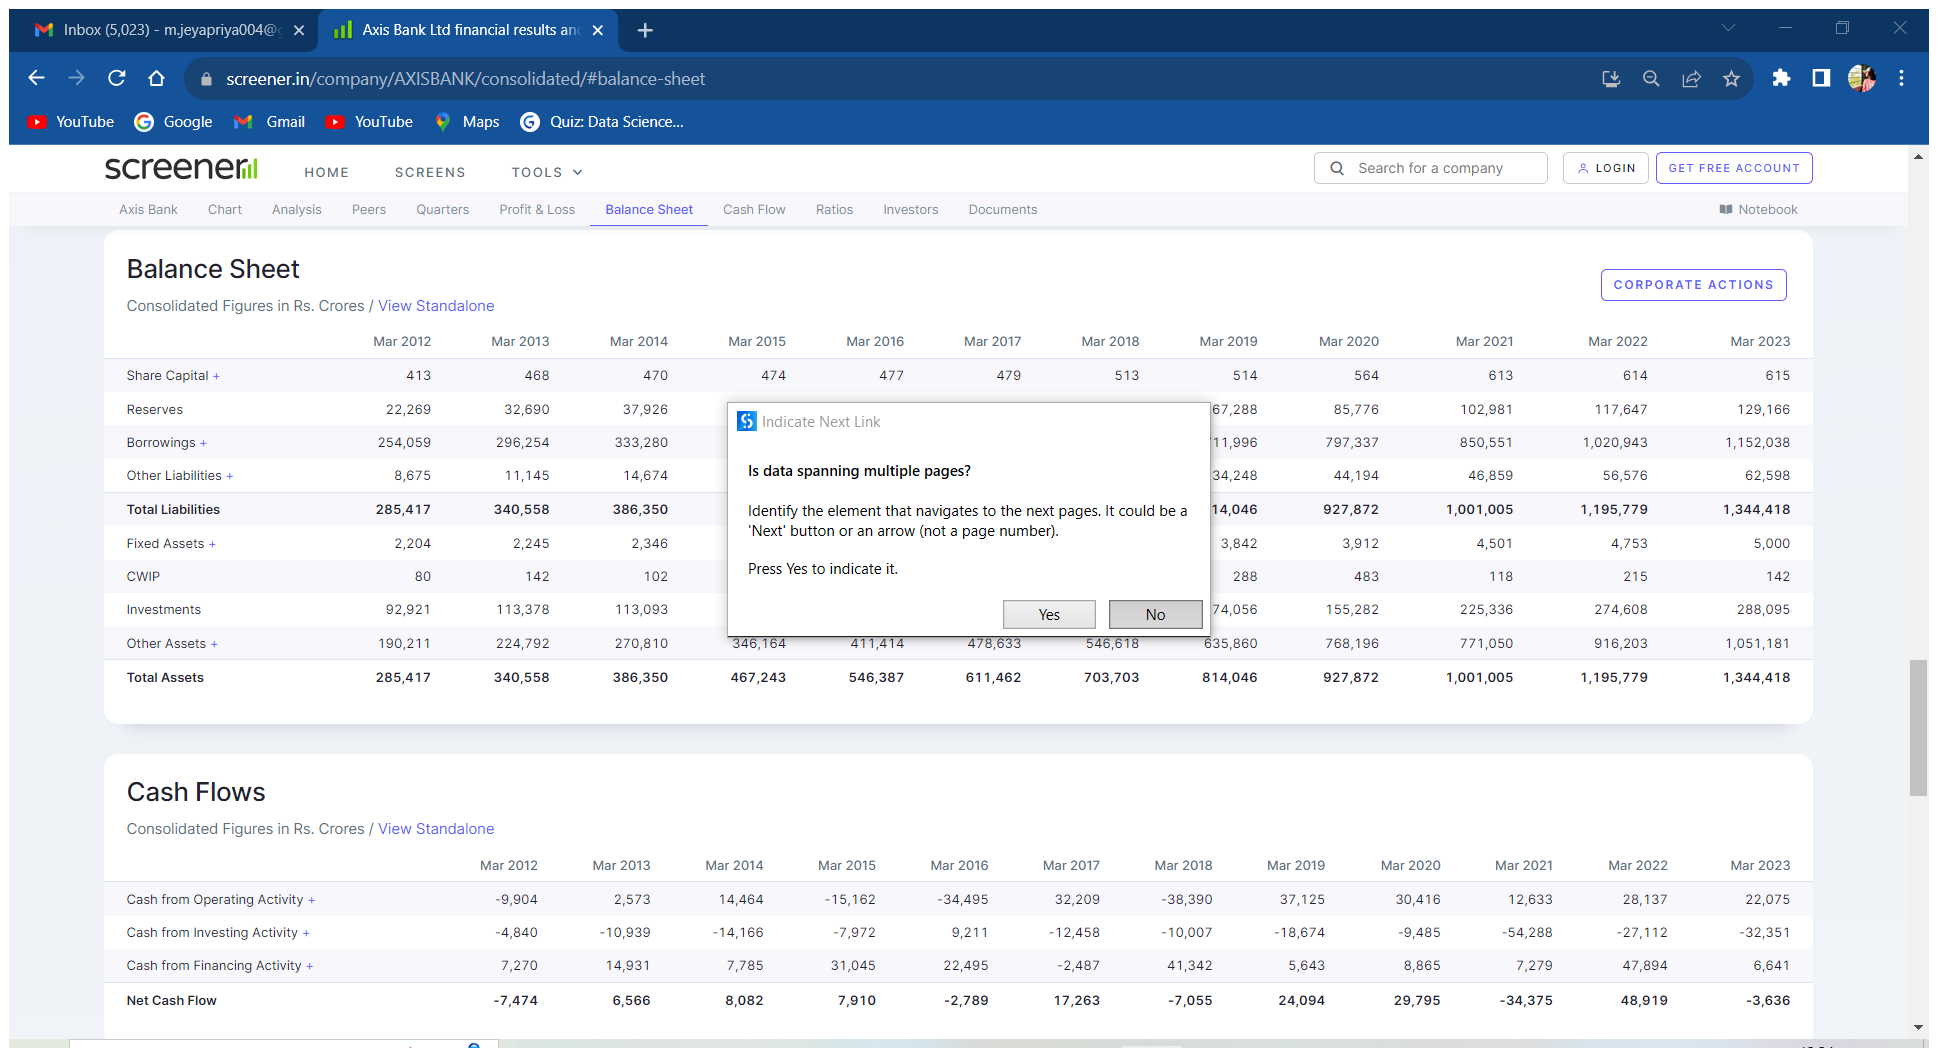 Inbox (5,023) - m.jeyapriya004@g
Axis Bank Ltd financial results and
screener.in/company/AXISBANK/consolidated/#balance-sheet
YouTube Google Gmail YouTube Maps Quiz: Data Science...
screener HOME SCREENS TOOLS Search for a company LOGIN GET FREE ACCOUNT
Axis Bank Chart Analysis Peers Quarters Profit & Loss Balance Sheet Cash Flow Ratios Investors Documents Notebook
Balance Sheet
CORPORATE ACTIONS
Consolidated Figures in Rs. Crores / View Standalone
Mar 2012 Mar 2013 Mar 2014 Mar 2015 Mar 2016 Mar 2017 Mar 2018 Mar 2019 Mar 2020 Mar 2021 Mar 2022 Mar 2023
Share Capital + 413 468 470 474 477 479 513 514 564 613 614 615
Reserves 22,269 32,690 37,926 67,288 85,776 102,981 117,647 129,166
Borrowings + 254,059 296,254 333,280 11,996 797,337 850,551 1,020,943 1,152,038
Other Liabilities + 8,675 11,145 14,674 34,248 44,194 46,859 56,576 62,598
Total Liabilities 285,417 340,558 386,350 14,046 927,872 1,001,005 1,195,779 1,344,418
Fixed Assets + 2,204 2,245 2,346 3,842 3,912 4,501 4,753 5,000
CWIP 80 142 102 288 483 118 215 142
Investments 92,921 113,378 113,093 74,056 155,282 225,336 274,608 288,095
Other Assets + 190,211 224,792 270,810 346,164 411,414 478,633 546,618 635,860 768,196 771,050 916,203 1,051,181
Total Assets 285,417 340,558 386,350 467,243 546,387 611,462 703,703 814,046 927,872 1,001,005 1,195,779 1,344,418
Indicate Next Link
Is data spanning multiple pages?
Identify the element that navigates to the next pages. It could be a
'Next' button or an arrow (not a page number).
Press Yes to indicate it.
Yes No
Cash Flows
Consolidated Figures in Rs. Crores / View Standalone
Mar 2012 Mar 2013 Mar 2014 Mar 2015 Mar 2016 Mar 2017 Mar 2018 Mar 2019 Mar 2020 Mar 2021 Mar 2022 Mar 2023
Cash from Operating Activity + -9,904 2,573 14,464 -15,162 -34,495 32,209 -38,390 37,125 30,416 12,633 28,137 22,075
Cash from Investing Activity + -4,840 -10,939 -14,166 -7,972 9,211 -12,458 -10,007 -18,674 -9,485 -54,288 -27,112 -32,351
Cash from Financing Activity + 7,270 14,931 7,785 31,045 22,495 -2,487 41,342 5,643 8,865 7,279 47,894 6,641
Net Cash Flow -7,474 6,566 8,082 7,910 -2,789 17,263 -7,055 24,094 29,795 -34,375 48,919 -3,636